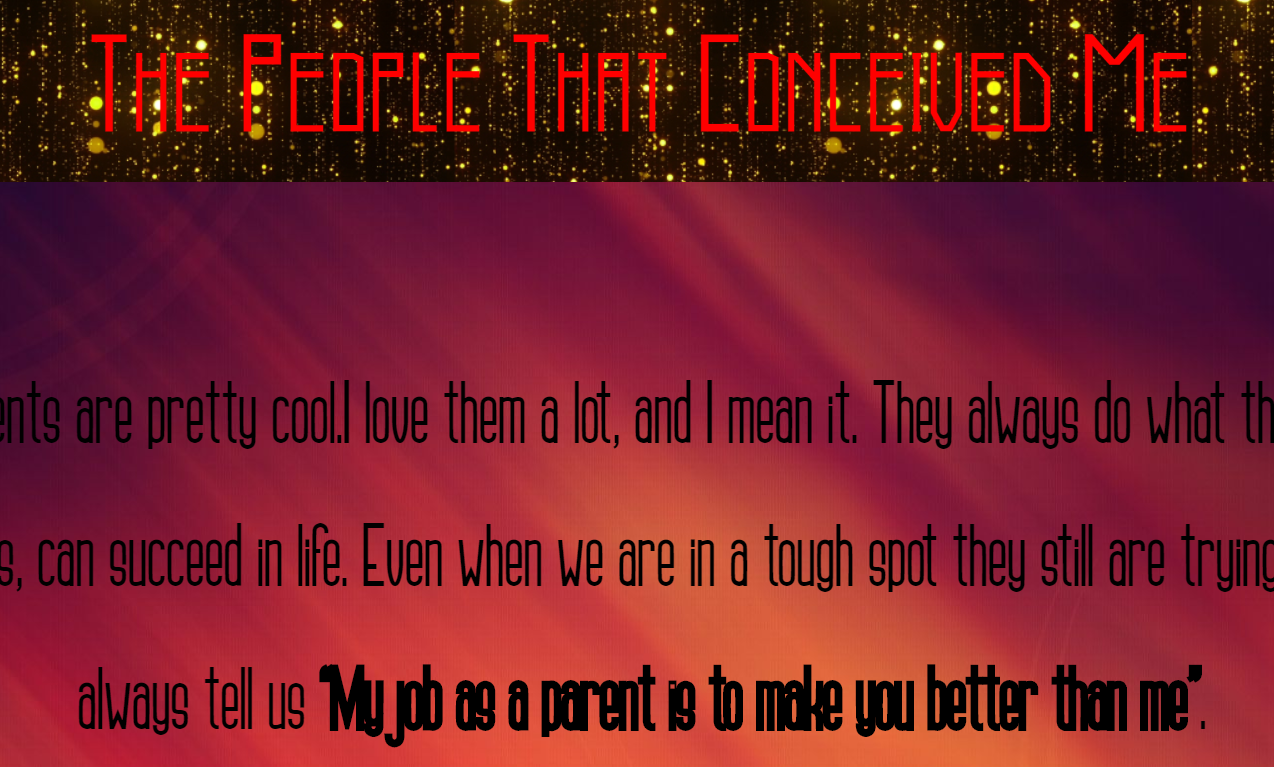 The People That Conceived Me
ents are pretty cool.I love them a lot, and I mean it. They always do what th
s, can succeed in life. Even when we are in a tough spot they still are trying
always tell us “My job as a parent is to make you better than me”.